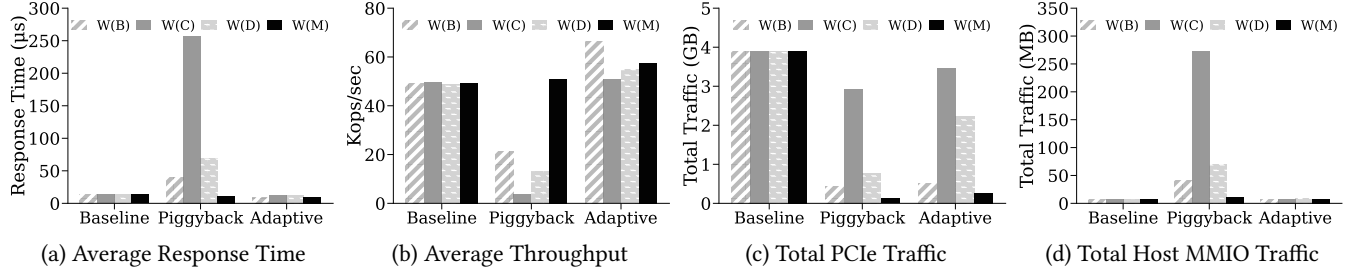 Response Time (μs)
300
250
200
150
100
50
0
W(B) W(C) W(D) W(M)
Baseline Piggyback Adaptive
(a) Average Response Time
Kops/sec
80
60
40
20
0
W(B) W(C) W(D) W(M)
Baseline Piggyback Adaptive
(b) Average Throughput
Total Traffic (GB)
5
4
3
2
1
0
W(B) W(C) W(D) W(M)
Baseline Piggyback Adaptive
(c) Total PCIe Traffic
Total Traffic (MB)
350
300
250
200
150
100
50
0
W(B) W(C) W(D) W(M)
Baseline Piggyback Adaptive
(d) Total Host MMIO Traffic